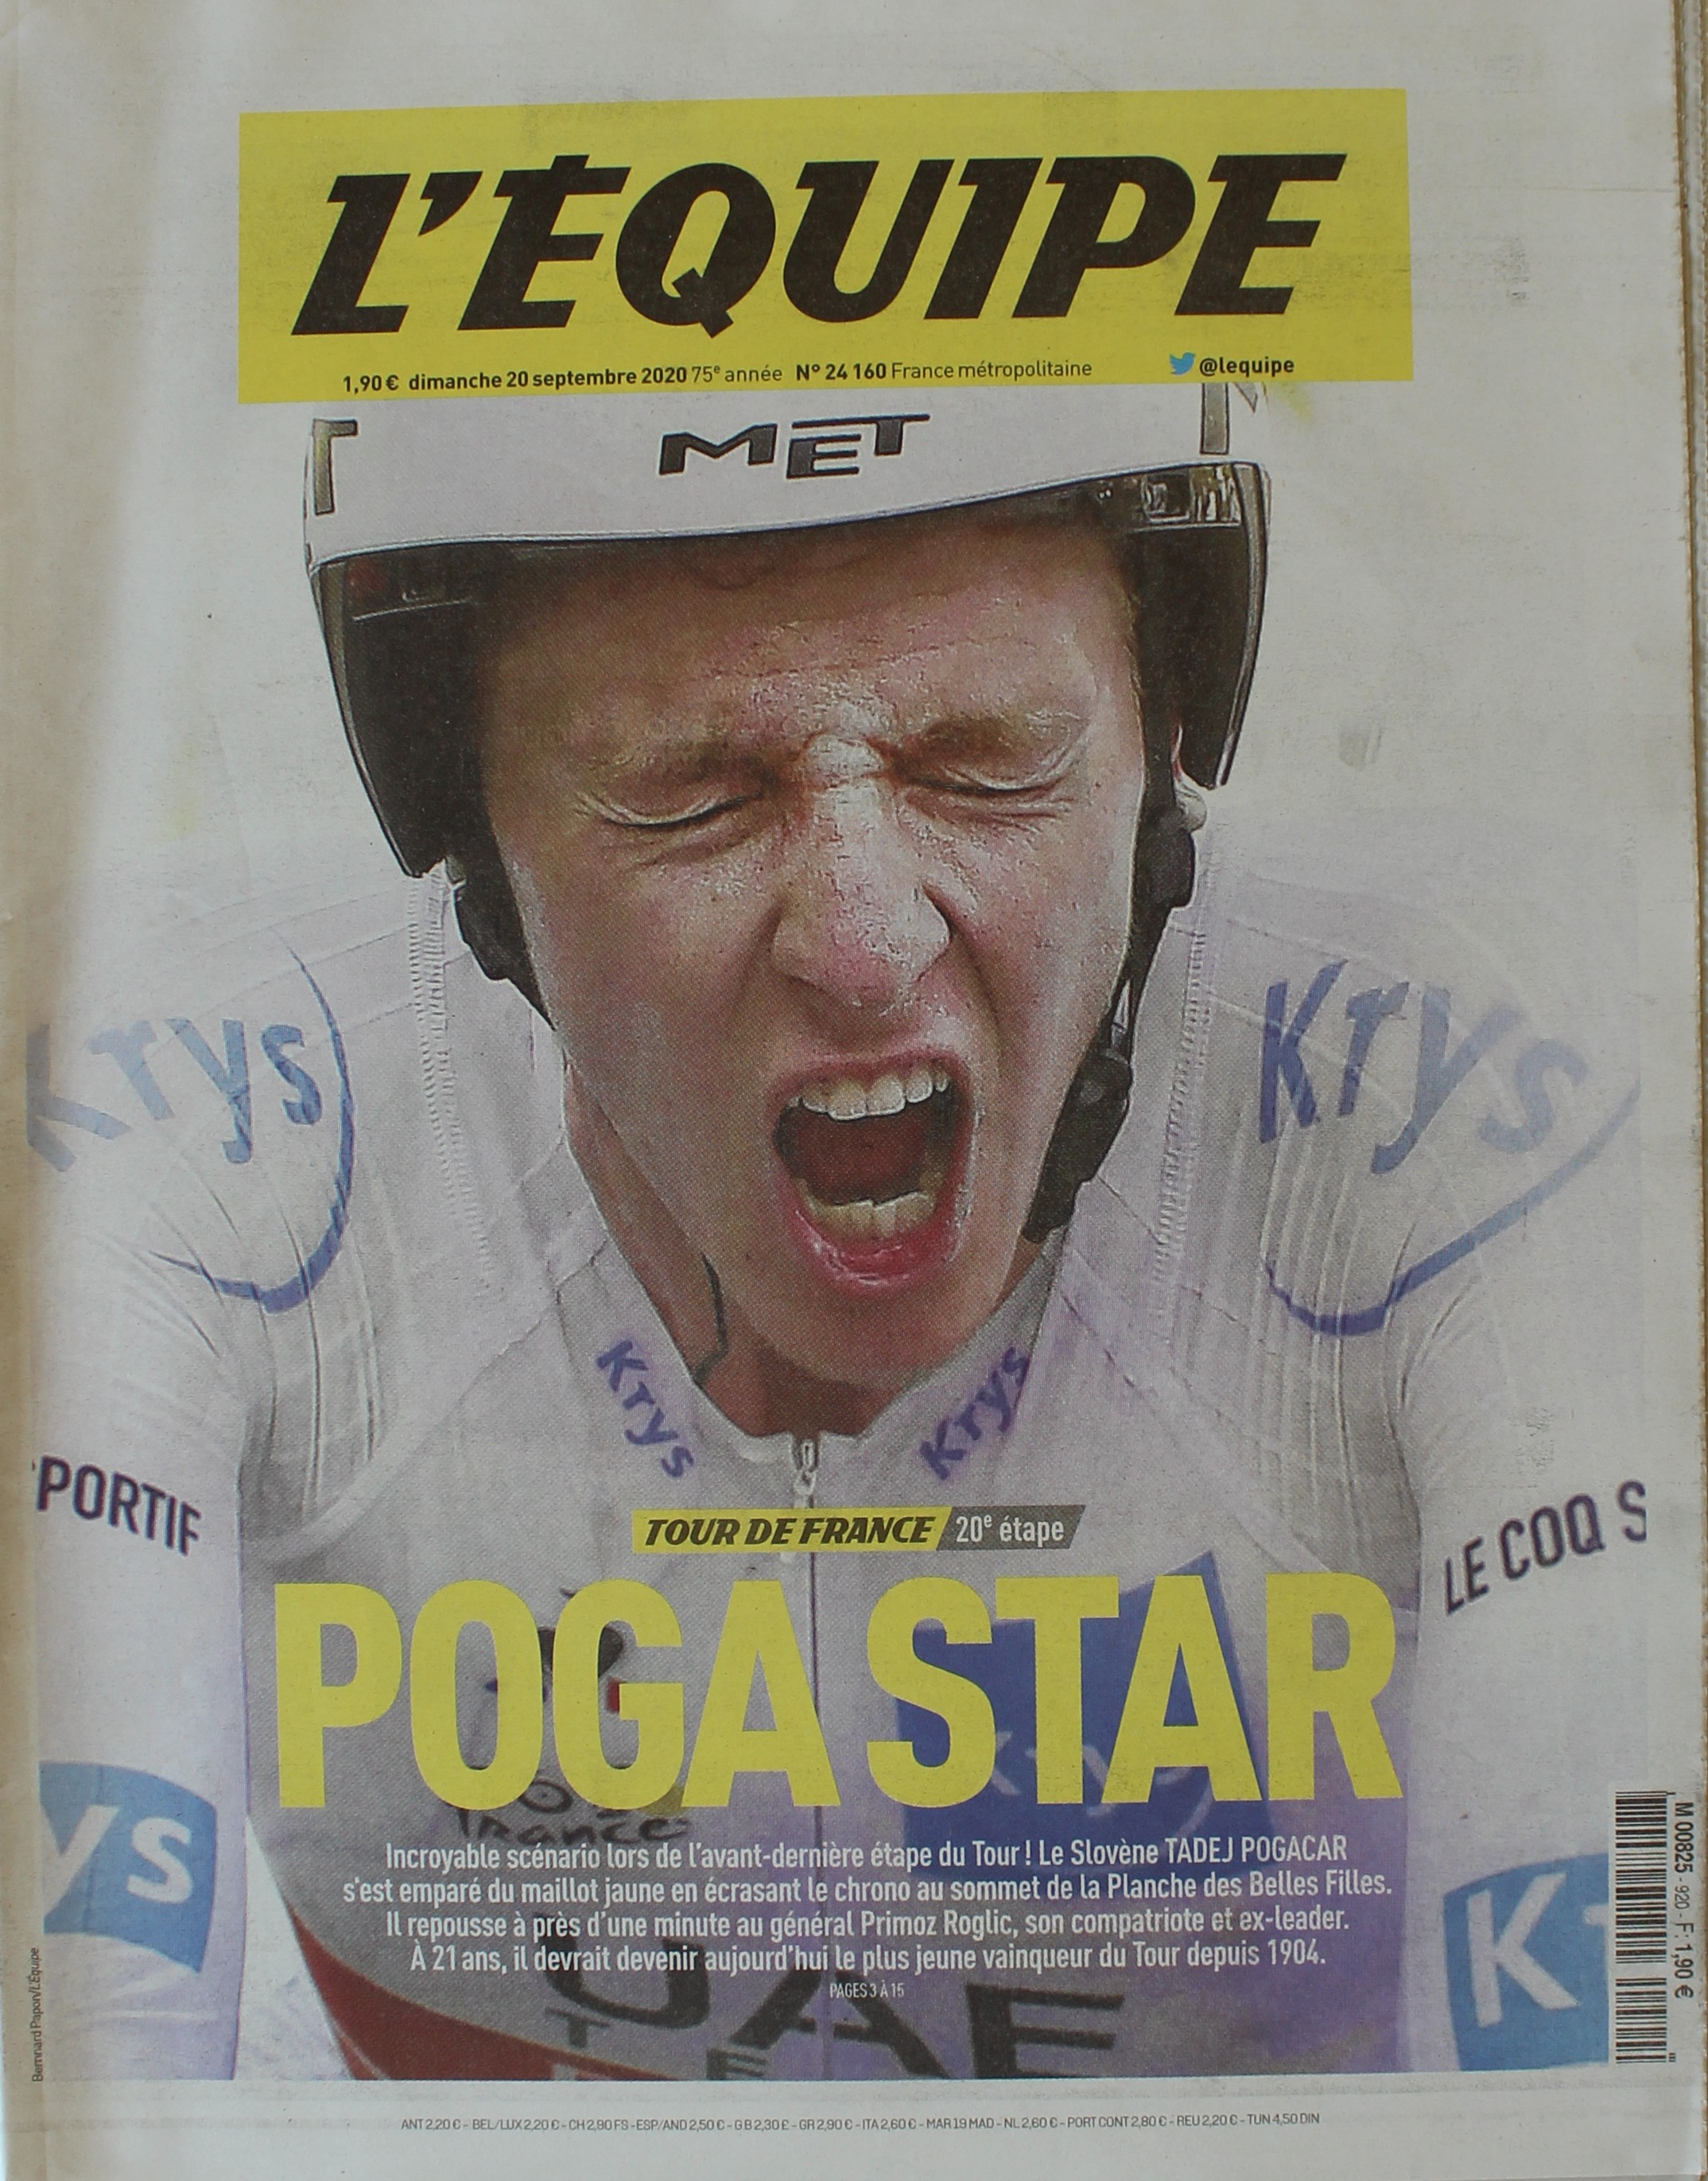 L'ÉQUIPE
1,90 € dimanche 20 septembre 2020 75e année N° 24 160 France métropolitaine @lequipe
MET
Krys
Krys
Krys
Krys
PORTIF
LE COQ S
TOUR DE FRANCE 20e étape
POGA STAR
Krys
France
Incroyable scénario lors de l'avant-dernière étape du Tour ! Le Slovène TADEJ POGACAR
s'est emparé du maillot jaune en écrasant le chrono au sommet de la Planche des Belles Filles.
Il repousse à près d'une minute au général Primoz Roglic, son compatriote et ex-leader.
À 21 ans, il devrait devenir aujourd'hui le plus jeune vainqueur du Tour depuis 1904.
PAGES 3 À 15
YS
K
UAE
M 00825 - 920 - F: 1,90 €
Bernnard Papon/L'Équipe
ANT 2,20 € - BEL/LUX 2,20 € - CH 2,90 FS - ESP/AND 2,50 € - GB 2,30 £ - GR 2,90 € - ITA 2,60 € - MAR 19 MAD - NL 2,60 € - PORT CONT 2,80 € - REU 2,20 € - TUN 4,50 DIN